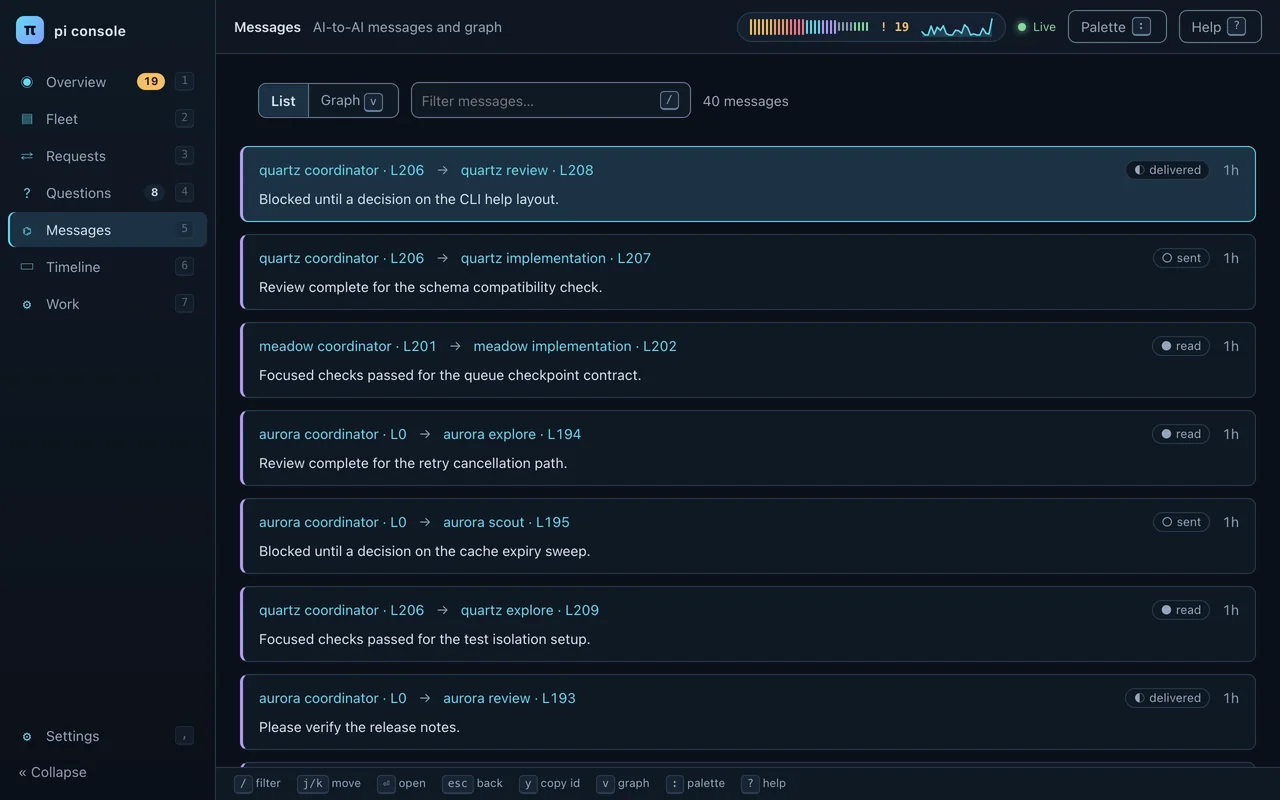 π pi console
Messages AI-to-AI messages and graph ! 19 Live Palette : Help ?
Overview 19 1
Fleet 2
Requests 3
? Questions 8 4
Messages 5
Timeline 6
Work 7
Settings ,
« Collapse
List Graph v Filter messages... / 40 messages
quartz coordinator · L206 → quartz review · L208 delivered 1h
Blocked until a decision on the CLI help layout.
quartz coordinator · L206 → quartz implementation · L207 sent 1h
Review complete for the schema compatibility check.
meadow coordinator · L201 → meadow implementation · L202 read 1h
Focused checks passed for the queue checkpoint contract.
aurora coordinator · L0 → aurora explore · L194 read 1h
Review complete for the retry cancellation path.
aurora coordinator · L0 → aurora scout · L195 sent 1h
Blocked until a decision on the cache expiry sweep.
quartz coordinator · L206 → quartz explore · L209 read 1h
Focused checks passed for the test isolation setup.
aurora coordinator · L0 → aurora review · L193 delivered 1h
Please verify the release notes.
/ filter j/k move ⏎ open esc back y copy id v graph : palette ? help